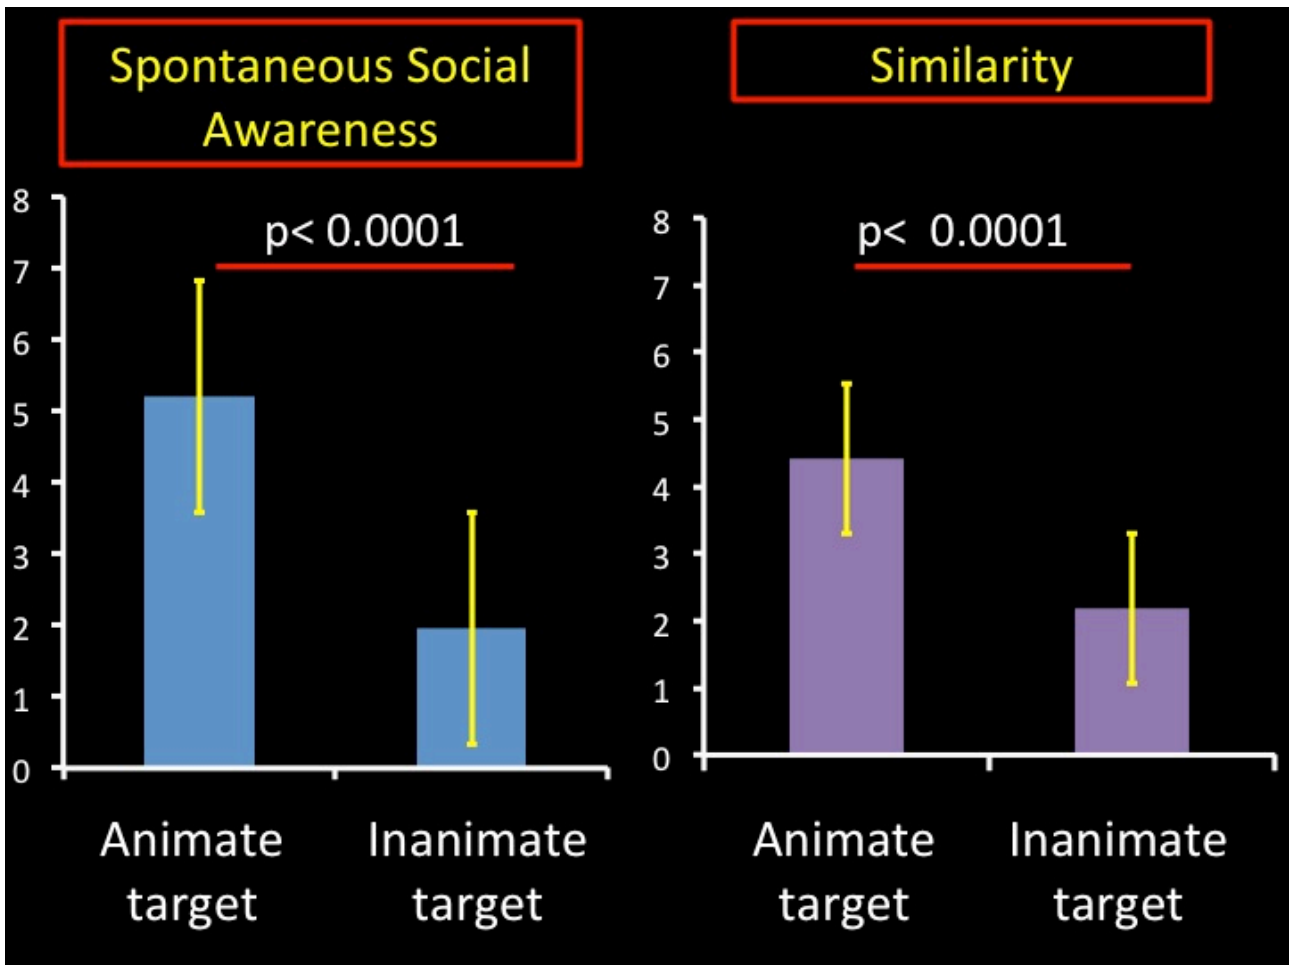 Spontaneous Social
Awareness
8
p< 0.0001
7
6
5
4
3
2
1
0
Animate
target
Inanimate
target
Similarity
8
p<  0.0001
7
6
5
4
3
2
1
0
Animate
target
Inanimate
target